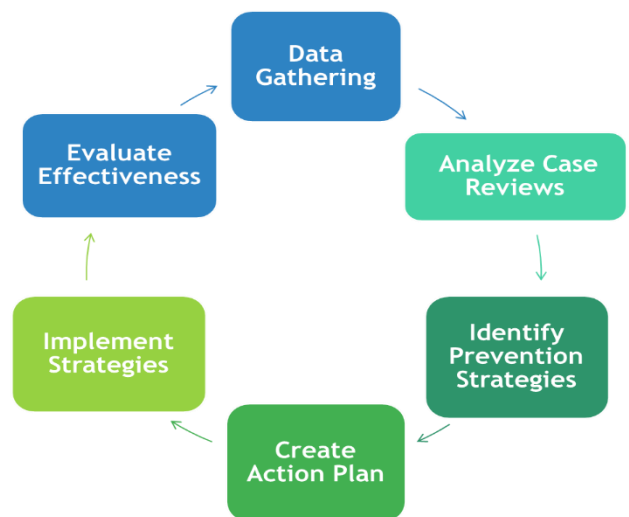 Data
Gathering
Analyze Case
Reviews
Identify
Prevention
Strategies
Create
Action Plan
Implement
Strategies
Evaluate
Effectiveness